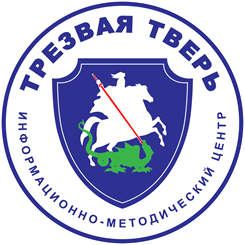 ТРЕЗВАЯ ТВЕРЬ
ИНФОРМАЦИОННО-МЕТОДИЧЕСКИЙ ЦЕНТР